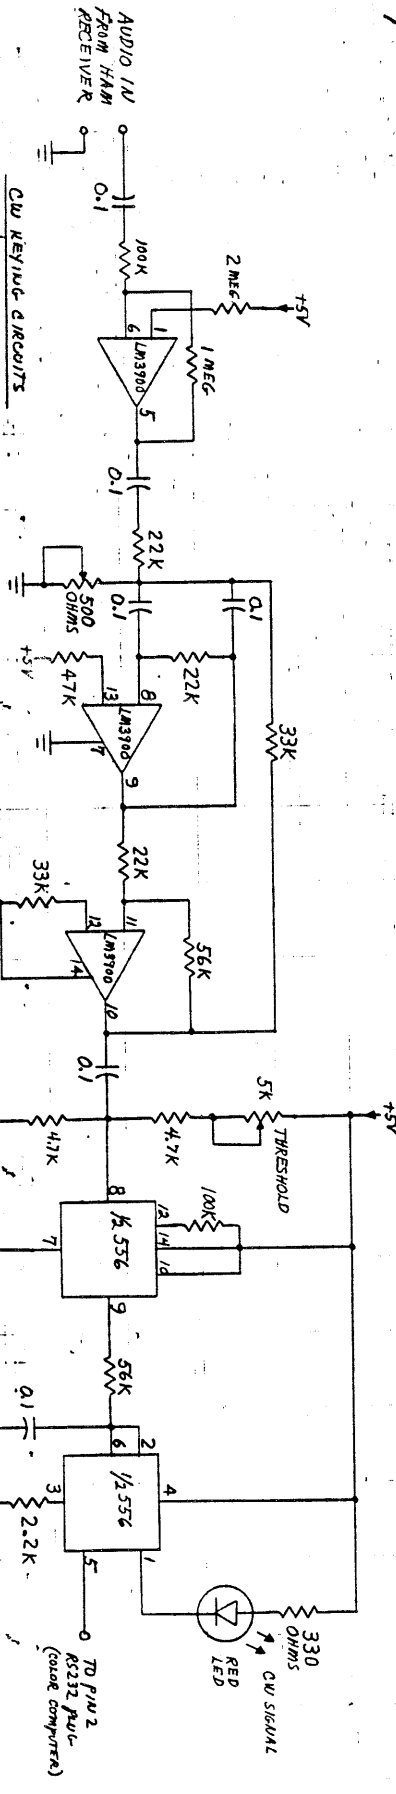 AUDIO IN
FROM HAM
RECEIVER
CW KEYING CIRCUITS
0.1
100K
2 MEG
+5V
1
6
LM3900
5
1 MEG
0.1
22K
500
OHMS
0.1
0.1
22K
33K
+5V
47K
13
8
LM3900
7
9
22K
33K
12
11
LM3900
14
10
56K
0.1
+5V
5K
THRESHOLD
4.7K
4.7K
100K
8
12
14
10
1/2 556
7
9
56K
0.1
2
6
4
1/2 556
3
1
5
2.2K
330
OHMS
CW SIGNAL
RED
LED
TO PIN 2
RS232 PLUG
(COLOR COMPUTER)